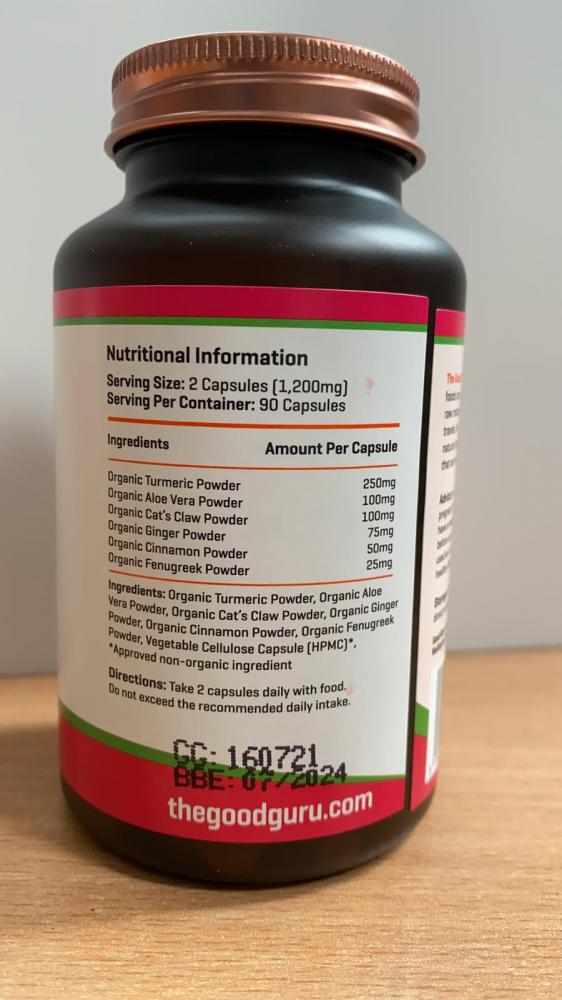 Nutritional Information
Serving Size: 2 Capsules (1,200mg)
Serving Per Container: 90 Capsules
Ingredients Amount Per Capsule
Organic Turmeric Powder 250mg
Organic Aloe Vera Powder 100mg
Organic Cat's Claw Powder 100mg
Organic Ginger Powder 75mg
Organic Cinnamon Powder 50mg
Organic Fenugreek Powder 25mg
Ingredients: Organic Turmeric Powder, Organic Aloe
Vera Powder, Organic Cat's Claw Powder, Organic Ginger
Powder, Organic Cinnamon Powder, Organic Fenugreek
Powder, Vegetable Cellulose Capsule (HPMC)*,
*Approved non-organic ingredient
Directions: Take 2 capsules daily with food.
Do not exceed the recommended daily intake.
CC: 160721
BBE: 07/2024
thegoodguru.com
The